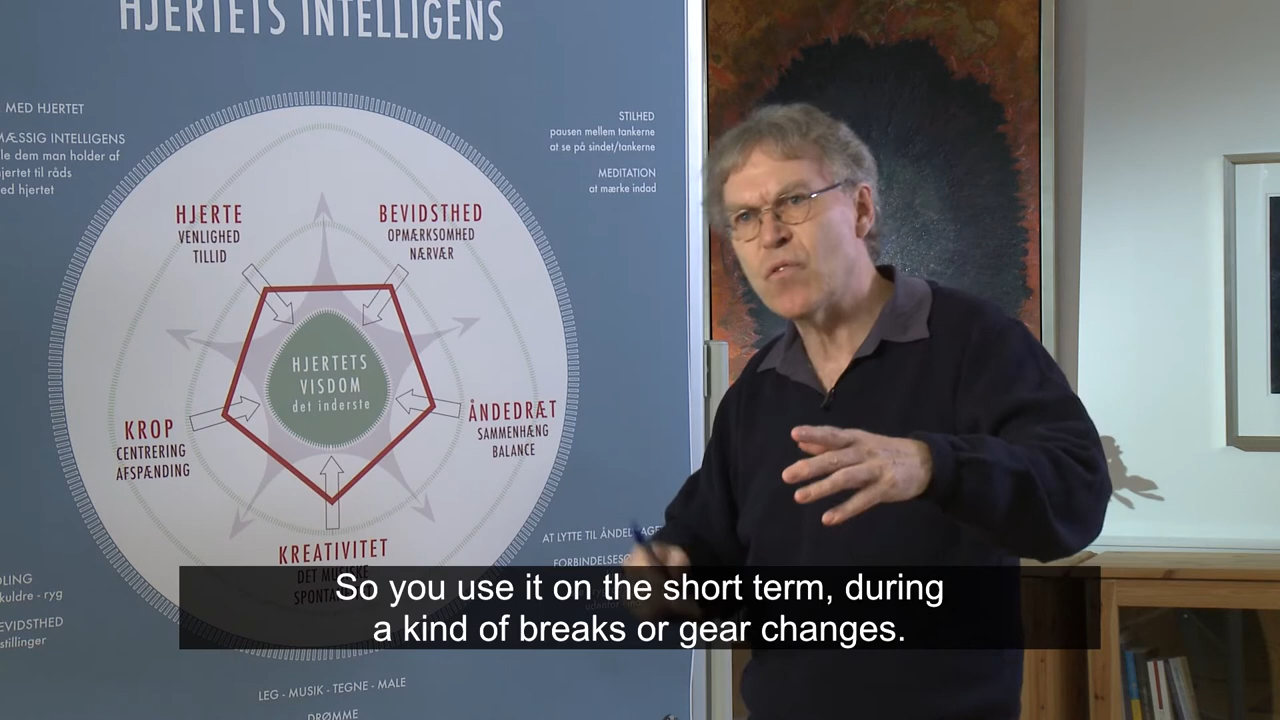 HJERTETS INTELLIGENS
MED HJERTET
MÆSSIG INTELLIGENS
le dem man holder af
hjertet til råds
ed hjertet
STILHED
pausen mellem tankerne
at se på sindet/tankerne
MEDITATION
at mærke indad
HJERTE
VENLIGHED
TILLID
BEVIDSTHED
OPMÆRKSOMHED
NÆRVÆR
HJERTETS
VISDOM
det inderste
KROP
CENTRERING
AFSPÆNDING
ÅNDEDRÆT
SAMMENHÆNG
BALANCE
KREATIVITET
DET MUSISKE
AT LYTTE TIL
DLING
kuldre - ryg
EVIDSTHED
stillinger
So you use it on the short term, during
a kind of breaks or gear changes.
LEG - MUSIK - TEGNE - MALE
DRØMME